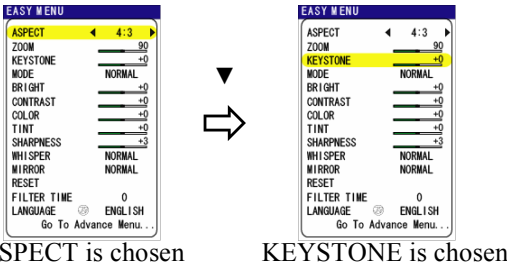 EASY MENU
ASPECT 4:3
ZOOM 90
KEYSTONE +0
MODE NORMAL
BRIGHT +0
CONTRAST +0
COLOR +0
TINT +0
SHARPNESS +3
WHISPER NORMAL
MIRROR NORMAL
RESET
FILTER TIME 0
LANGUAGE ENGLISH
Go To Advance Menu...
SPECT is chosen
EASY MENU
ASPECT 4:3
ZOOM 90
KEYSTONE +0
MODE NORMAL
BRIGHT +0
CONTRAST +0
COLOR +0
TINT +0
SHARPNESS +3
WHISPER NORMAL
MIRROR NORMAL
RESET
FILTER TIME 0
LANGUAGE ENGLISH
Go To Advance Menu...
KEYSTONE is chosen